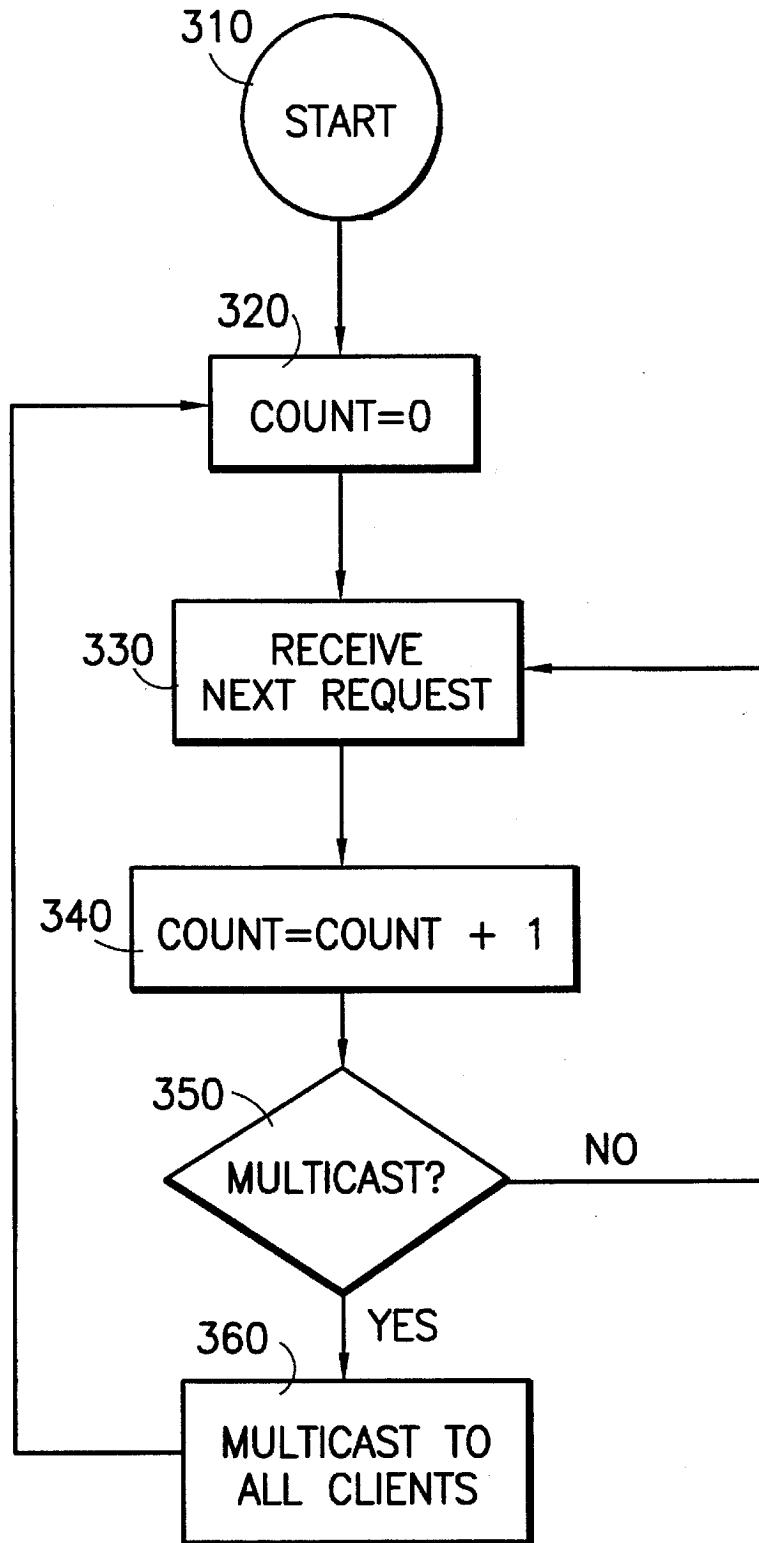 310
START
320
COUNT=0
330
RECEIVE
NEXT REQUEST
340
COUNT=COUNT + 1
350
MULTICAST?
NO
YES
360
MULTICAST TO
ALL CLIENTS